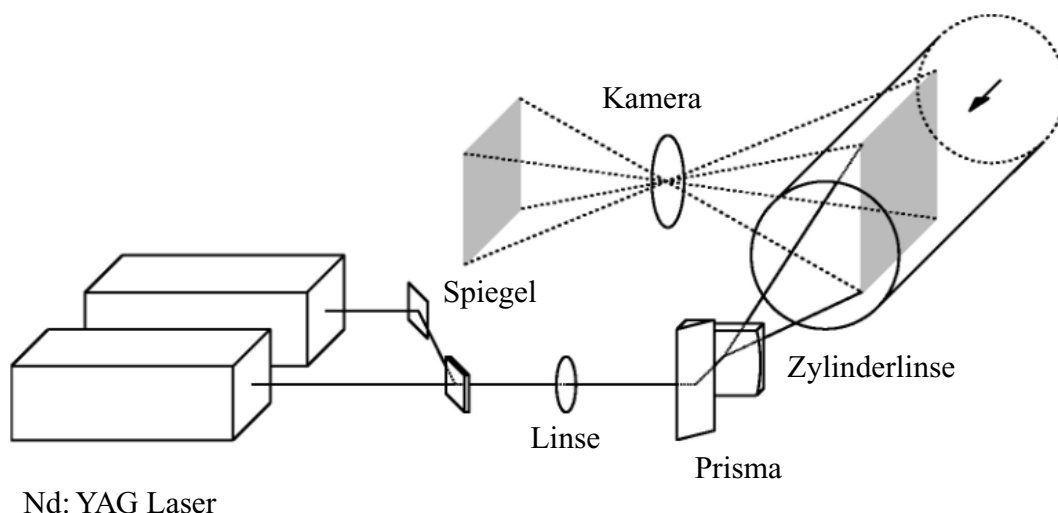 Kamera
Spiegel
Zylinderlinse
Linse
Prisma
Nd: YAG Laser